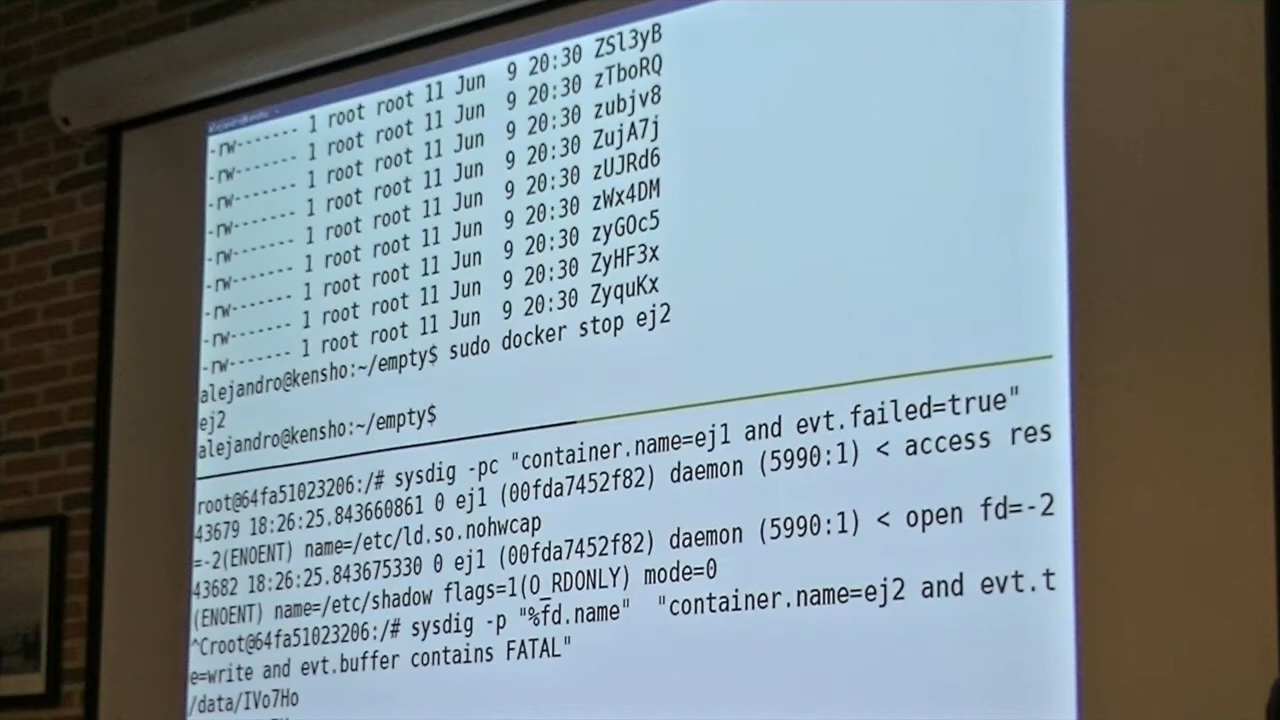 -rw------- 1 root root 11 Jun  9 20:30 ZSl3yB
-rw------- 1 root root 11 Jun  9 20:30 zTboRQ
-rw------- 1 root root 11 Jun  9 20:30 zubjv8
-rw------- 1 root root 11 Jun  9 20:30 ZujA7j
-rw------- 1 root root 11 Jun  9 20:30 zUJRd6
-rw------- 1 root root 11 Jun  9 20:30 zWx4DM
-rw------- 1 root root 11 Jun  9 20:30 zyGOc5
-rw------- 1 root root 11 Jun  9 20:30 ZyHF3x
-rw------- 1 root root 11 Jun  9 20:30 ZyquKx
alejandro@kensho:~/empty$ sudo docker stop ej2
ej2
alejandro@kensho:~/empty$
root@64fa51023206:/# sysdig -pc "container.name=ej1 and evt.failed=true"
43679 18:26:25.843660861 0 ej1 (00fda7452f82) daemon (5990:1) < access res
=-2(ENOENT) name=/etc/ld.so.nohwcap
43682 18:26:25.843675330 0 ej1 (00fda7452f82) daemon (5990:1) < open fd=-2
(ENOENT) name=/etc/shadow flags=1(O_RDONLY) mode=0
^Croot@64fa51023206:/# sysdig -p "%fd.name"  "container.name=ej2 and evt.t
e=write and evt.buffer contains FATAL"
/data/IVo7Ho